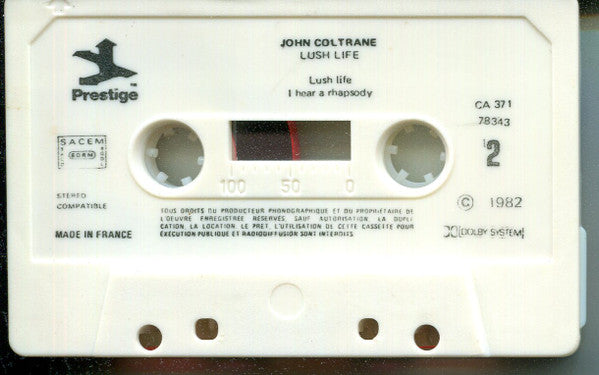 Prestige
TM
JOHN COLTRANE
LUSH LIFE
Lush life
I hear a rhapsody
CA 371
78343
2
SACEM
SDRM
STEREO
COMPATIBLE
MADE IN FRANCE
100 50 0
© 1982
DOLBY SYSTEM
TOUS DROITS DU PRODUCTEUR PHONOGRAPHIQUE ET DU PROPRIETAIRE DE
L'OEUVRE ENREGISTREE RESERVES. SAUF AUTORISATION. LA DUPLI-
CATION, LA LOCATION, LE PRET, L'UTILISATION DE CETTE CASSETTE POUR
EXECUTION PUBLIQUE ET RADIODIFFUSION SONT INTERDITS